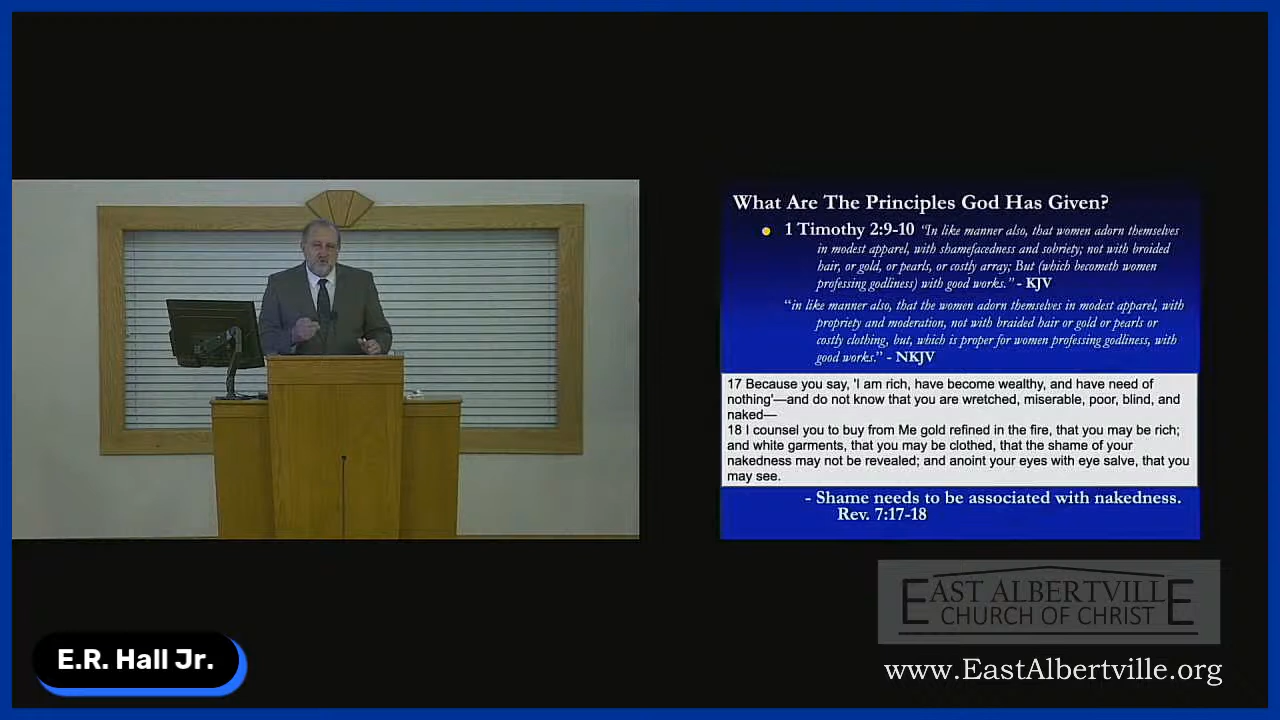 What Are The Principles God Has Given?
• 1 Timothy 2:9-10 "In like manner also, that women adorn themselves
in modest apparel, with shamefacedness and sobriety; not with broided
hair, or gold, or pearls, or costly array; But (which becometh women
professing godliness) with good works." - KJV
"in like manner also, that the women adorn themselves in modest apparel, with
propriety and moderation, not with braided hair or gold or pearls or
costly clothing, but, which is proper for women professing godliness, with
good works." - NKJV
17 Because you say, 'I am rich, have become wealthy, and have need of
nothing'—and do not know that you are wretched, miserable, poor, blind, and
naked—
18 I counsel you to buy from Me gold refined in the fire, that you may be rich;
and white garments, that you may be clothed, that the shame of your
nakedness may not be revealed; and anoint your eyes with eye salve, that you
may see.
- Shame needs to be associated with nakedness.
Rev. 7:17-18
EAST ALBERTVILLE
CHURCH OF CHRIST
www.EastAlbertville.org
E.R. Hall Jr.